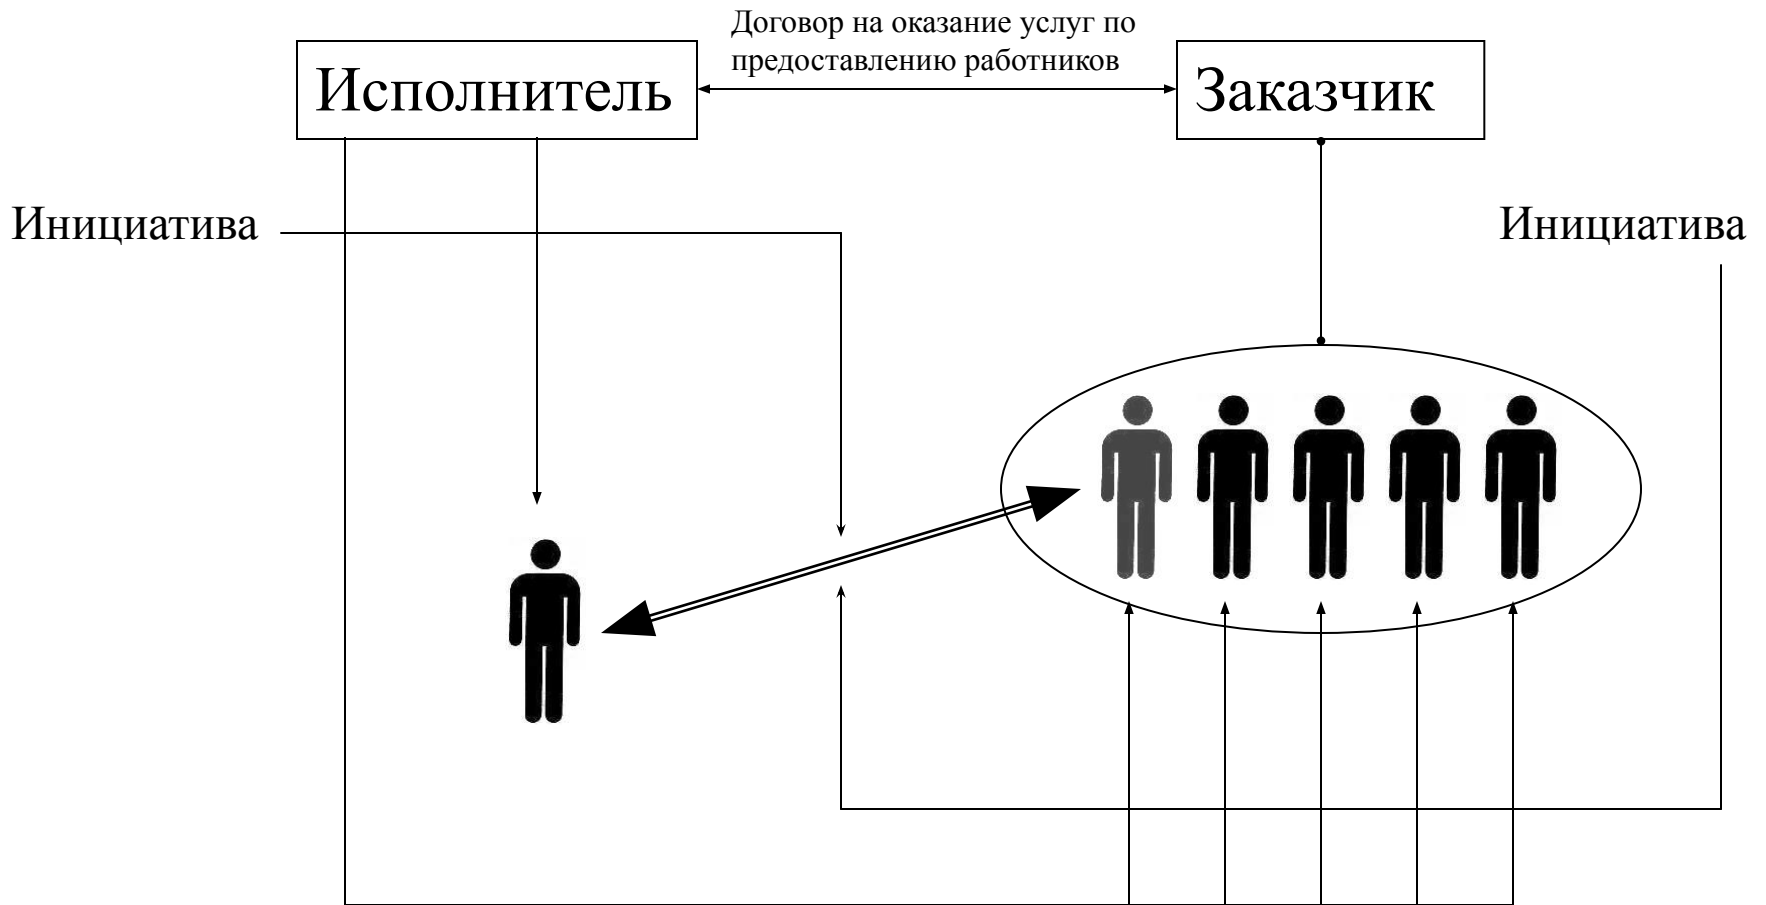 Договор на оказание услуг по
предоставлению работников
Исполнитель
Заказчик
Инициатива
Инициатива